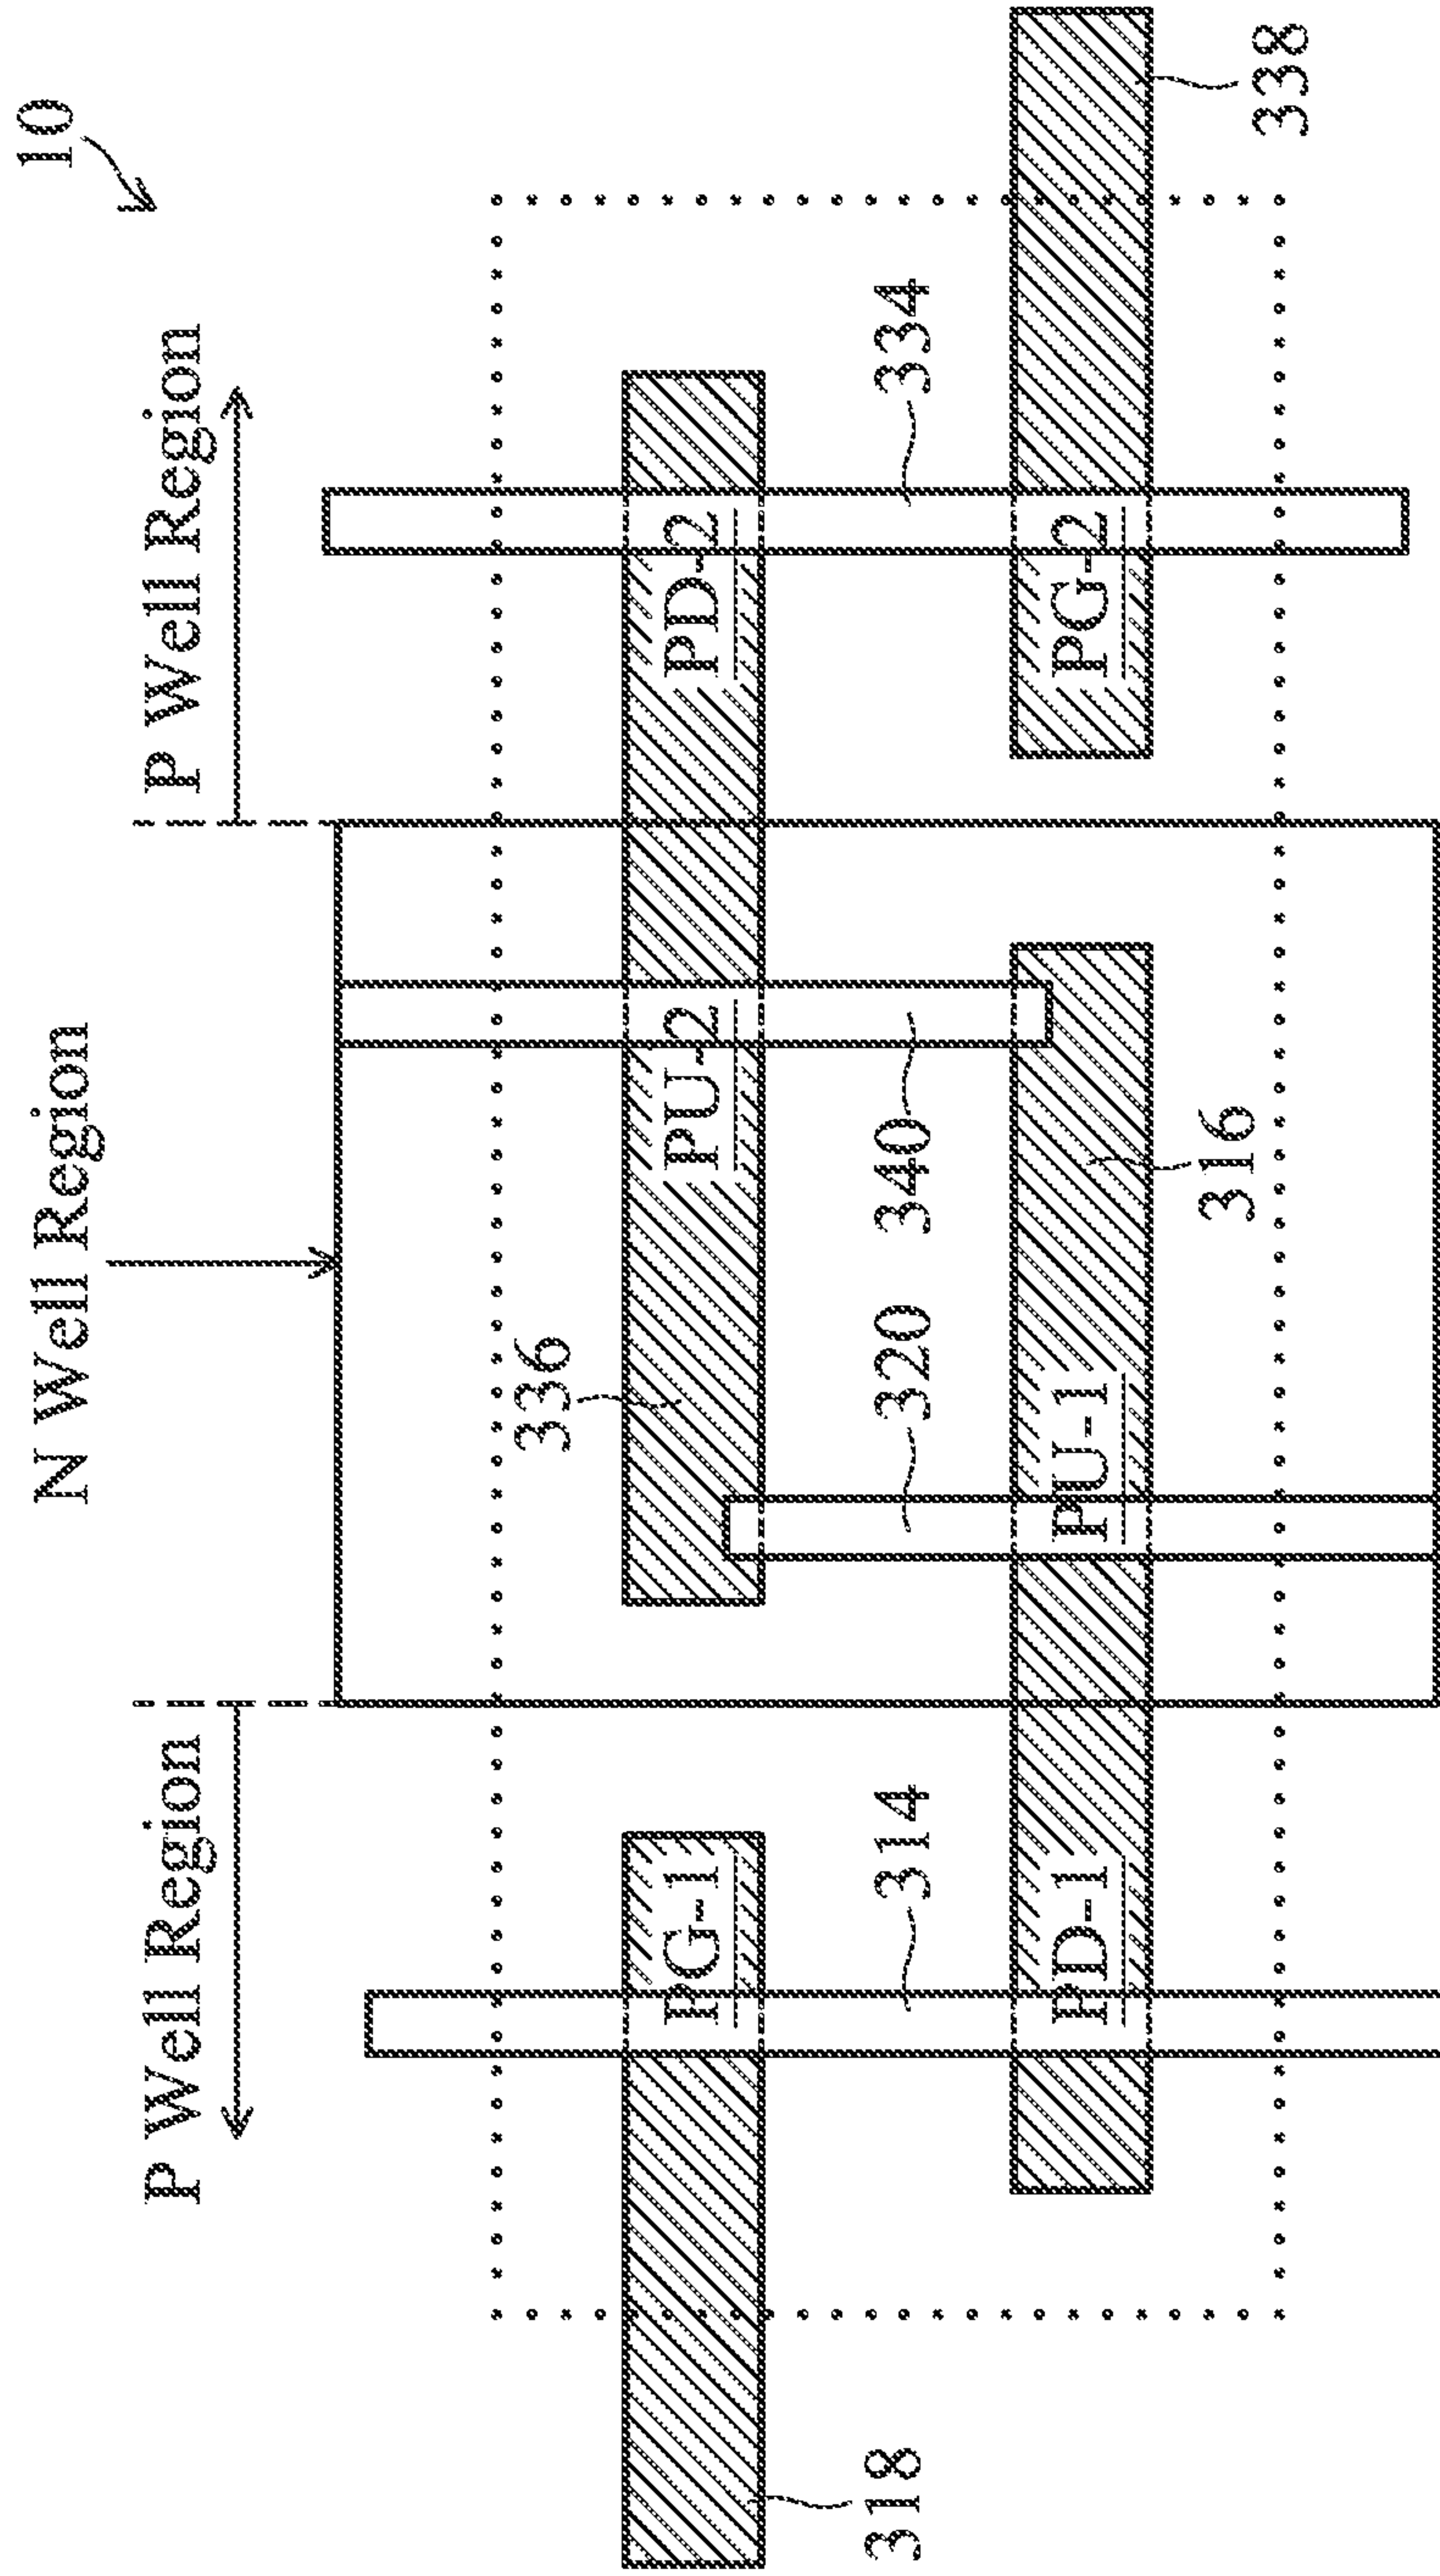 10
N Well Region
P Well Region
P Well Region
336
PG-1
PU-2
PD-2
318
314
320
340
334
PD-1
PU-1
PG-2
316
338